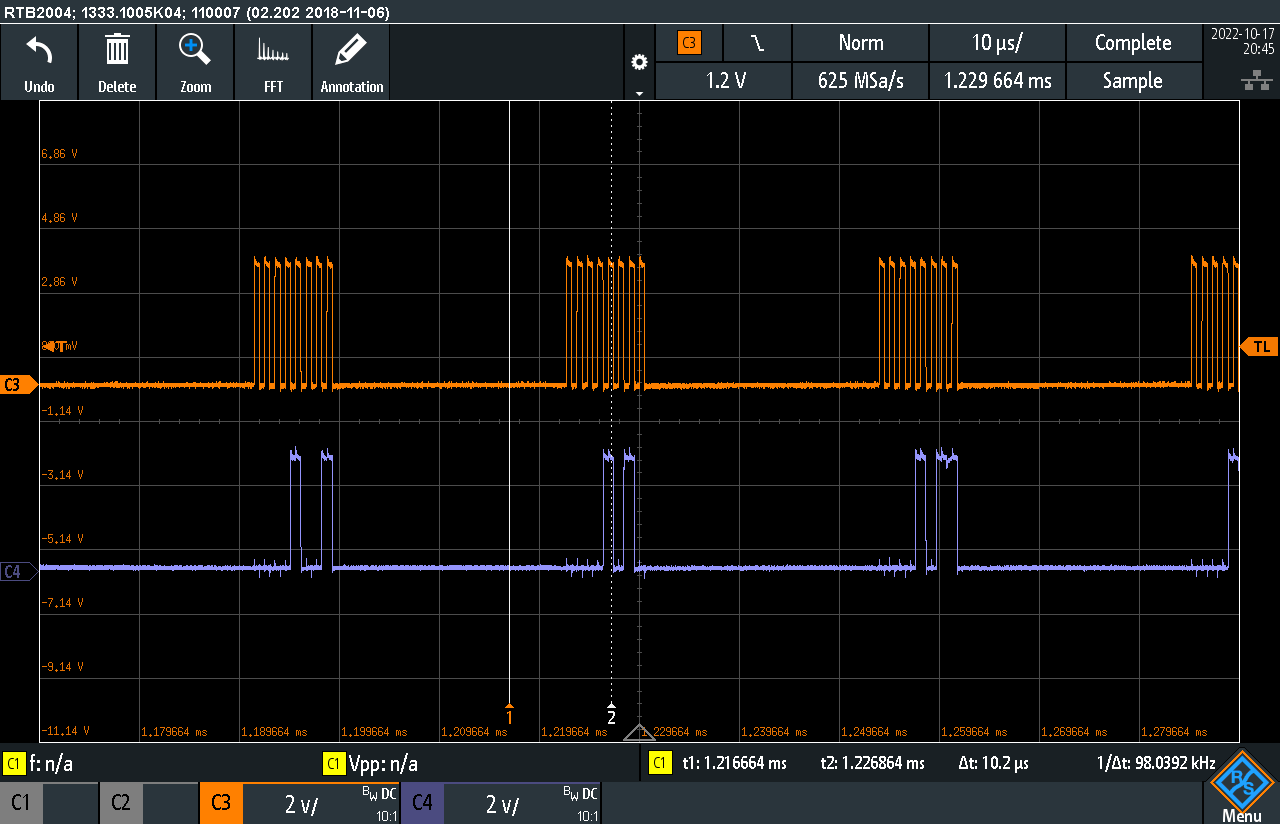 RTB2004; 1333.1005K04; 110007 (02.202 2018-11-06)
Undo Delete Zoom FFT Annotation
C3 Norm 10 µs/ Complete
1.2 V 625 MSa/s 1.229 664 ms Sample
2022-10-17
20:45
6.86 V
4.86 V
2.86 V
T
TL
C3
-1.14 V
-3.14 V
-5.14 V
C4
-7.14 V
-9.14 V
-11.14 V
1 2
1.179664 ms 1.189664 ms 1.199664 ms 1.209664 ms 1.219664 ms 1.229664 ms 1.239664 ms 1.249664 ms 1.259664 ms 1.269664 ms 1.279664 ms
C1 f: n/a C1 Vpp: n/a C1 t1: 1.216664 ms t2: 1.226864 ms Δt: 10.2 µs 1/Δt: 98.0392 kHz
C1 C2 C3 2 V/ BW DC 10:1 C4 2 V/ BW DC 10:1
R S
Menu